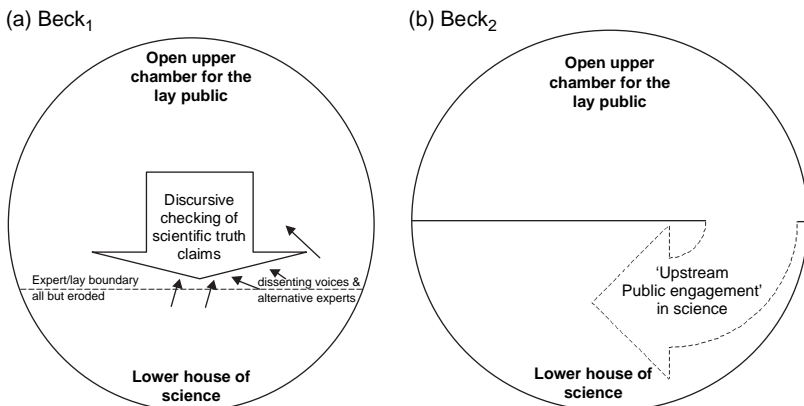 (a) Beck₁
Open upper
chamber for the
lay public
Discursive
checking of
scientific truth
claims
Expert/lay boundary
all but eroded
dissenting voices &
alternative experts
Lower house of
science
(b) Beck₂
Open upper
chamber for the
lay public
‘Upstream
Public engagement’
in science
Lower house of
science